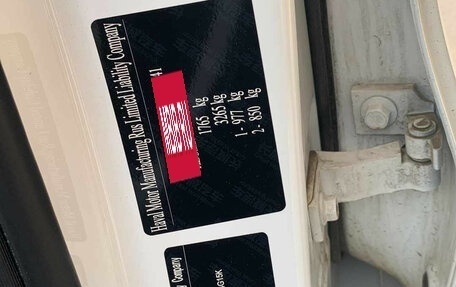 Haval Motor Manufacturing Rus Limited Liability Company
41
1765 kg
3265 kg
1 - 977 kg
2 - 850 kg
Company
G15K